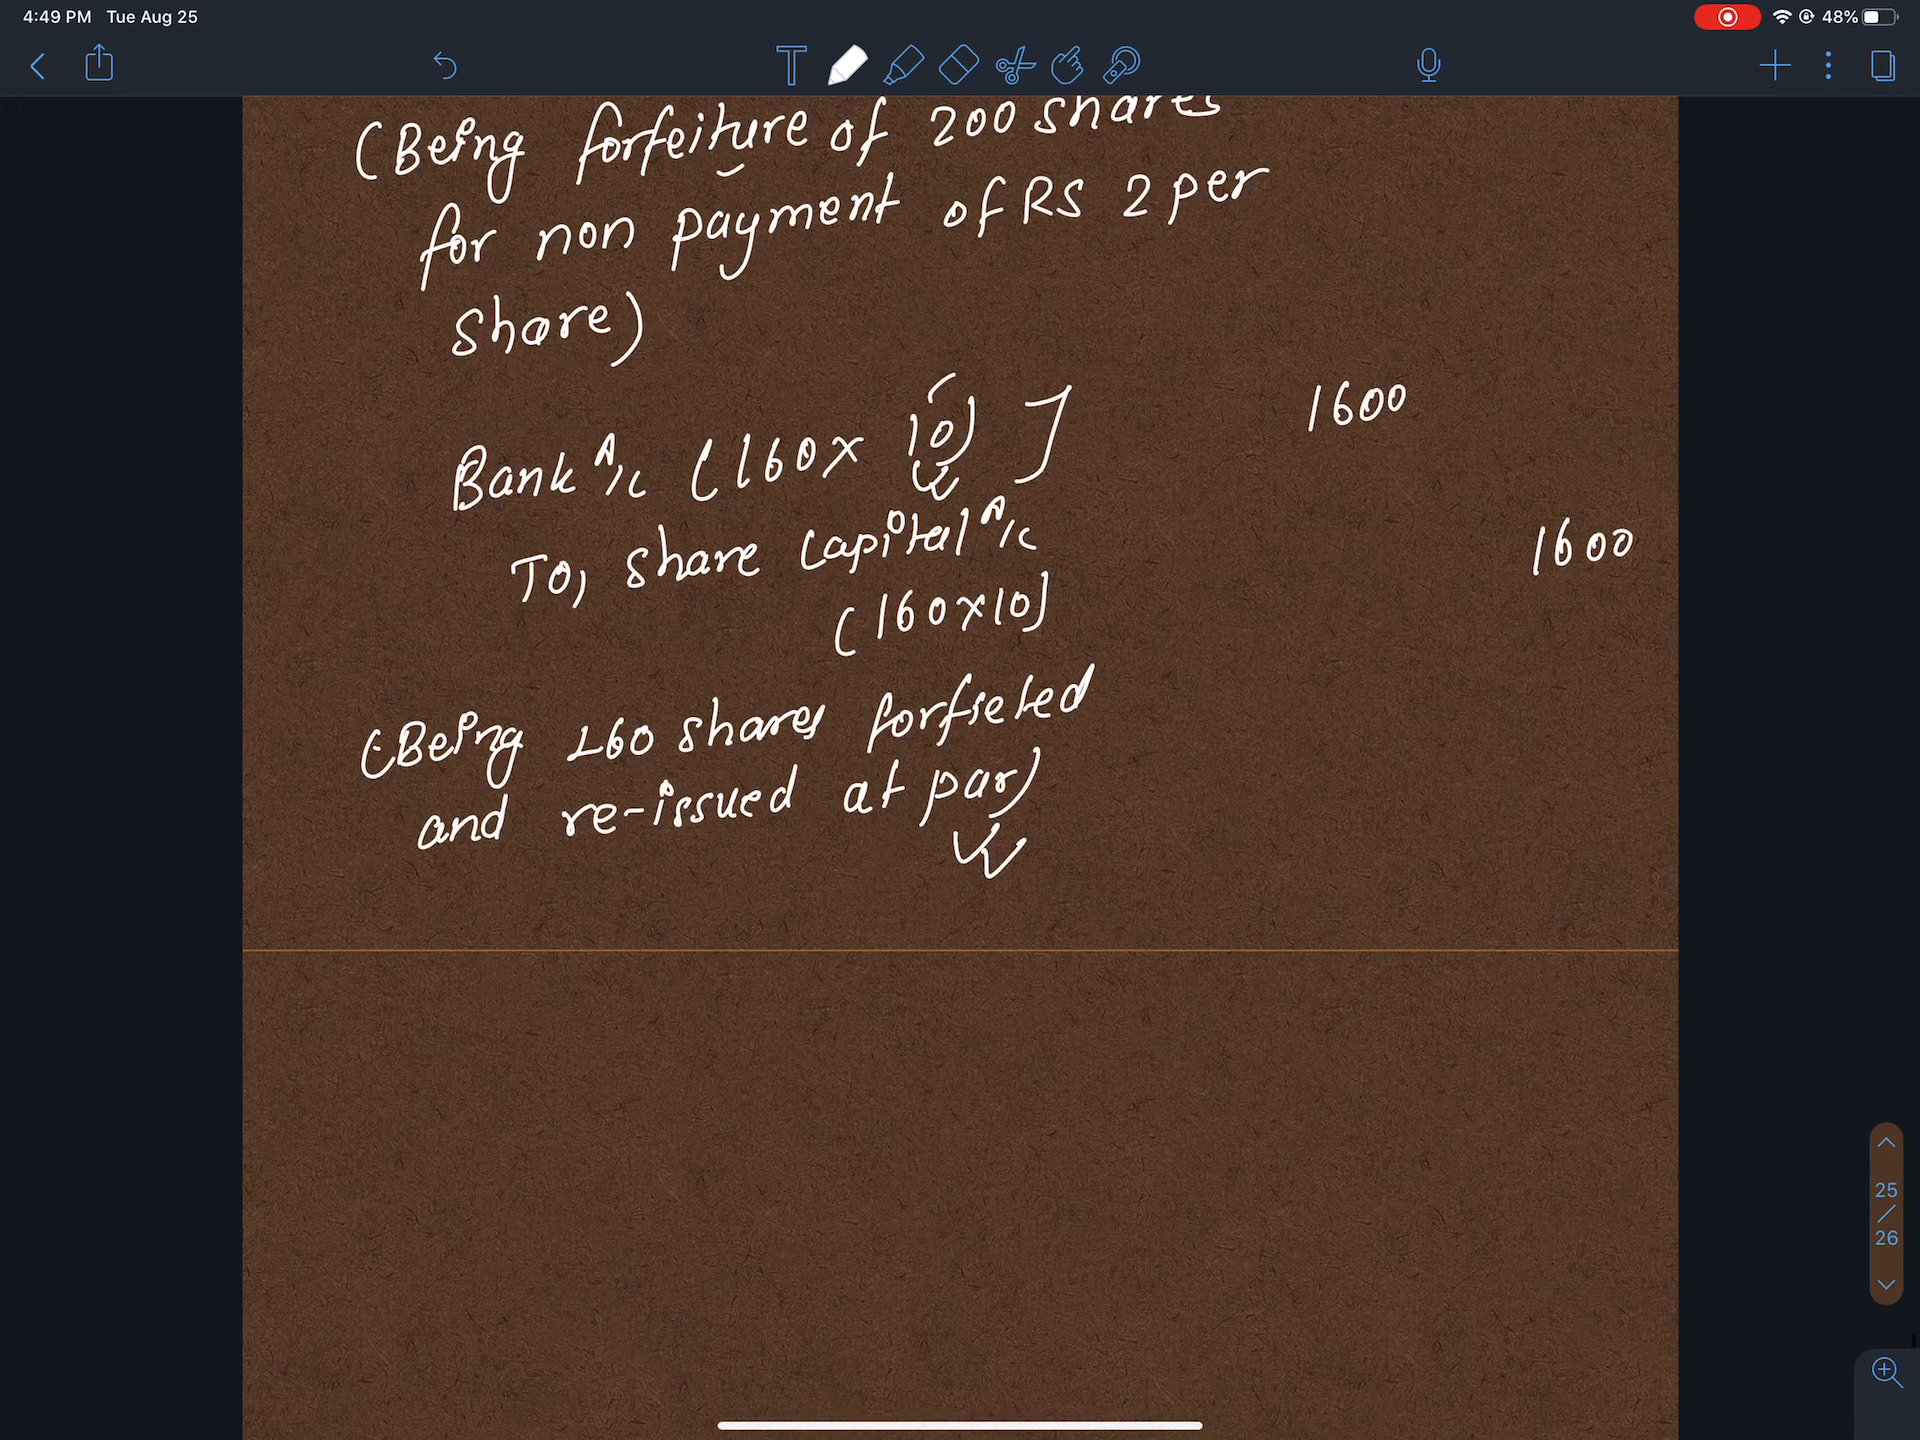 4:49 PM Tue Aug 25
48%
(Being forfeiture of 200 shares
for non payment of RS 2 per
share)
Bank A/c (160x 10) ] 1600
To, share capital A/c 1600
(160x10)
(Being 160 shares forfieted
and re-issued at par)
25
/
26